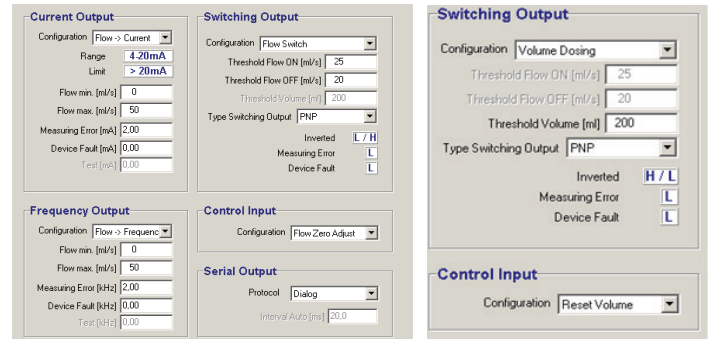 Current Output
Configuration Flow -> Current
Range 4-20mA
Limit > 20mA
Flow min. [ml/s] 0
Flow max. [ml/s] 50
Measuring Error [mA] 2,00
Device Fault [mA] 0,00
Test [mA] 0,00
Frequency Output
Configuration Flow -> Frequenc
Flow min. [ml/s] 0
Flow max. [ml/s] 50
Measuring Error [kHz] 2,00
Device Fault [kHz] 0,00
Test [kHz] 0,00
Switching Output
Configuration Flow Switch
Threshold Flow ON [ml/s] 25
Threshold Flow OFF [ml/s] 20
Threshold Volume [ml] 200
Type Switching Output PNP
Inverted L / H
Measuring Error L
Device Fault L
Control Input
Configuration Flow Zero Adjust
Serial Output
Protocol Dialog
Interval Auto [ms] 20,0
Switching Output
Configuration Volume Dosing
Threshold Flow ON [ml/s] 25
Threshold Flow OFF [ml/s] 20
Threshold Volume [ml] 200
Type Switching Output PNP
Inverted H / L
Measuring Error L
Device Fault L
Control Input
Configuration Reset Volume